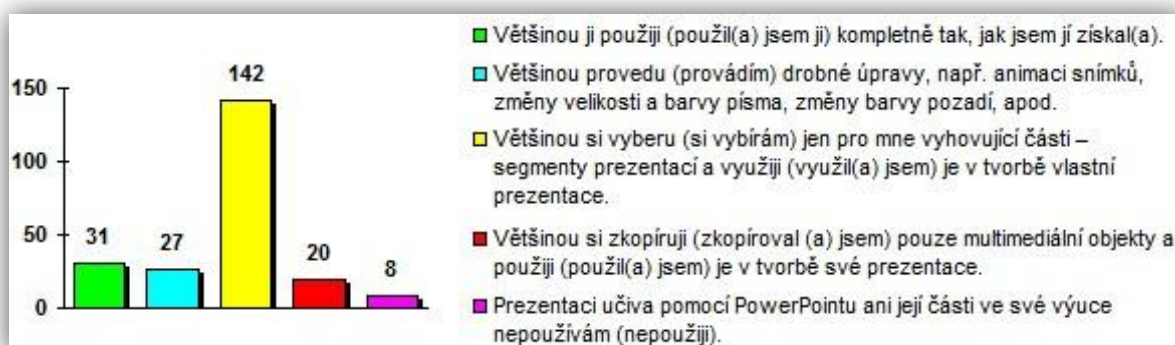 150
100
50
0
31
27
142
20
8
Většinou ji použiji (použil(a) jsem ji) kompletně tak, jak jsem jí získal(a).
Většinou provedu (provádím) drobné úpravy, např. animaci snímků,
změny velikosti a barvy písma, změny barvy pozadí, apod.
Většinou si vyberu (si vybírám) jen pro mne vyhovující části –
segmenty prezentací a využiji (využil(a) jsem) je v tvorbě vlastní
prezentace.
Většinou si zkopíruji (zkopíroval (a) jsem) pouze multimediální objekty a
použiji (použil(a) jsem) je v tvorbě své prezentace.
Prezentaci učiva pomocí PowerPointu ani její části ve své výuce
nepoužívám (nepoužiji).